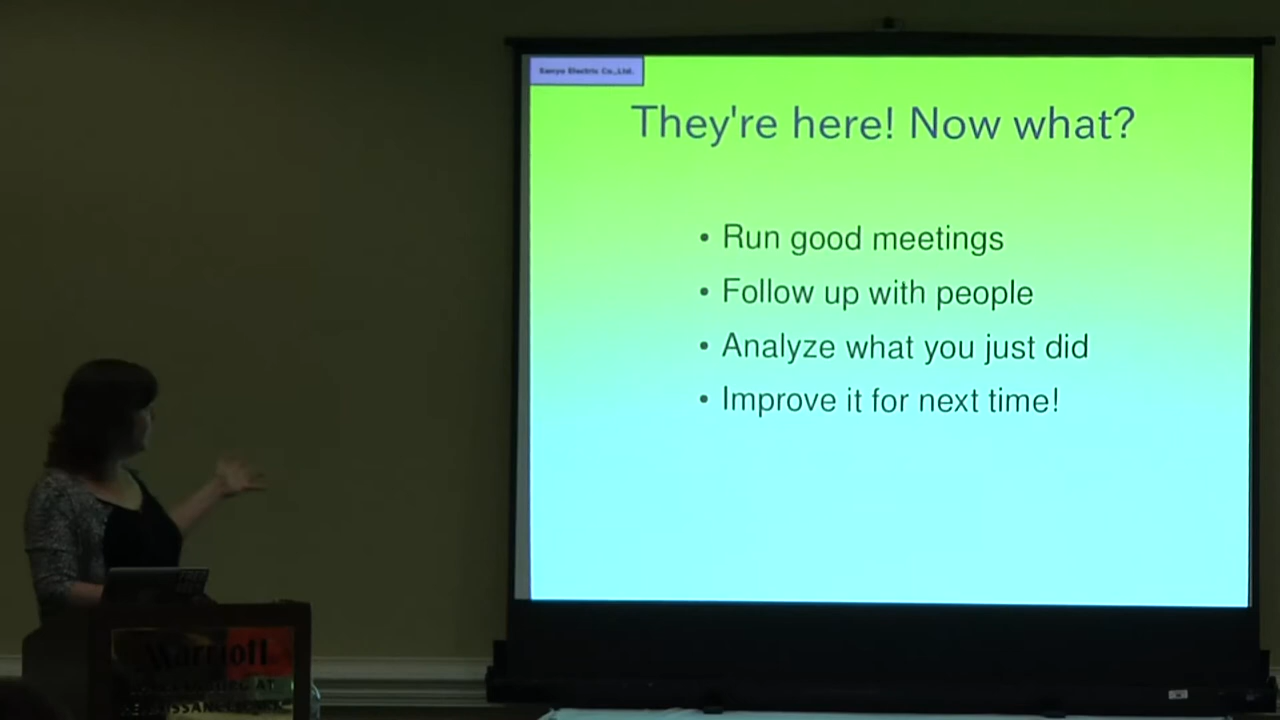 Sanyo Electric Co.,Ltd.
They're here! Now what?
• Run good meetings
• Follow up with people
• Analyze what you just did
• Improve it for next time!
Marriott